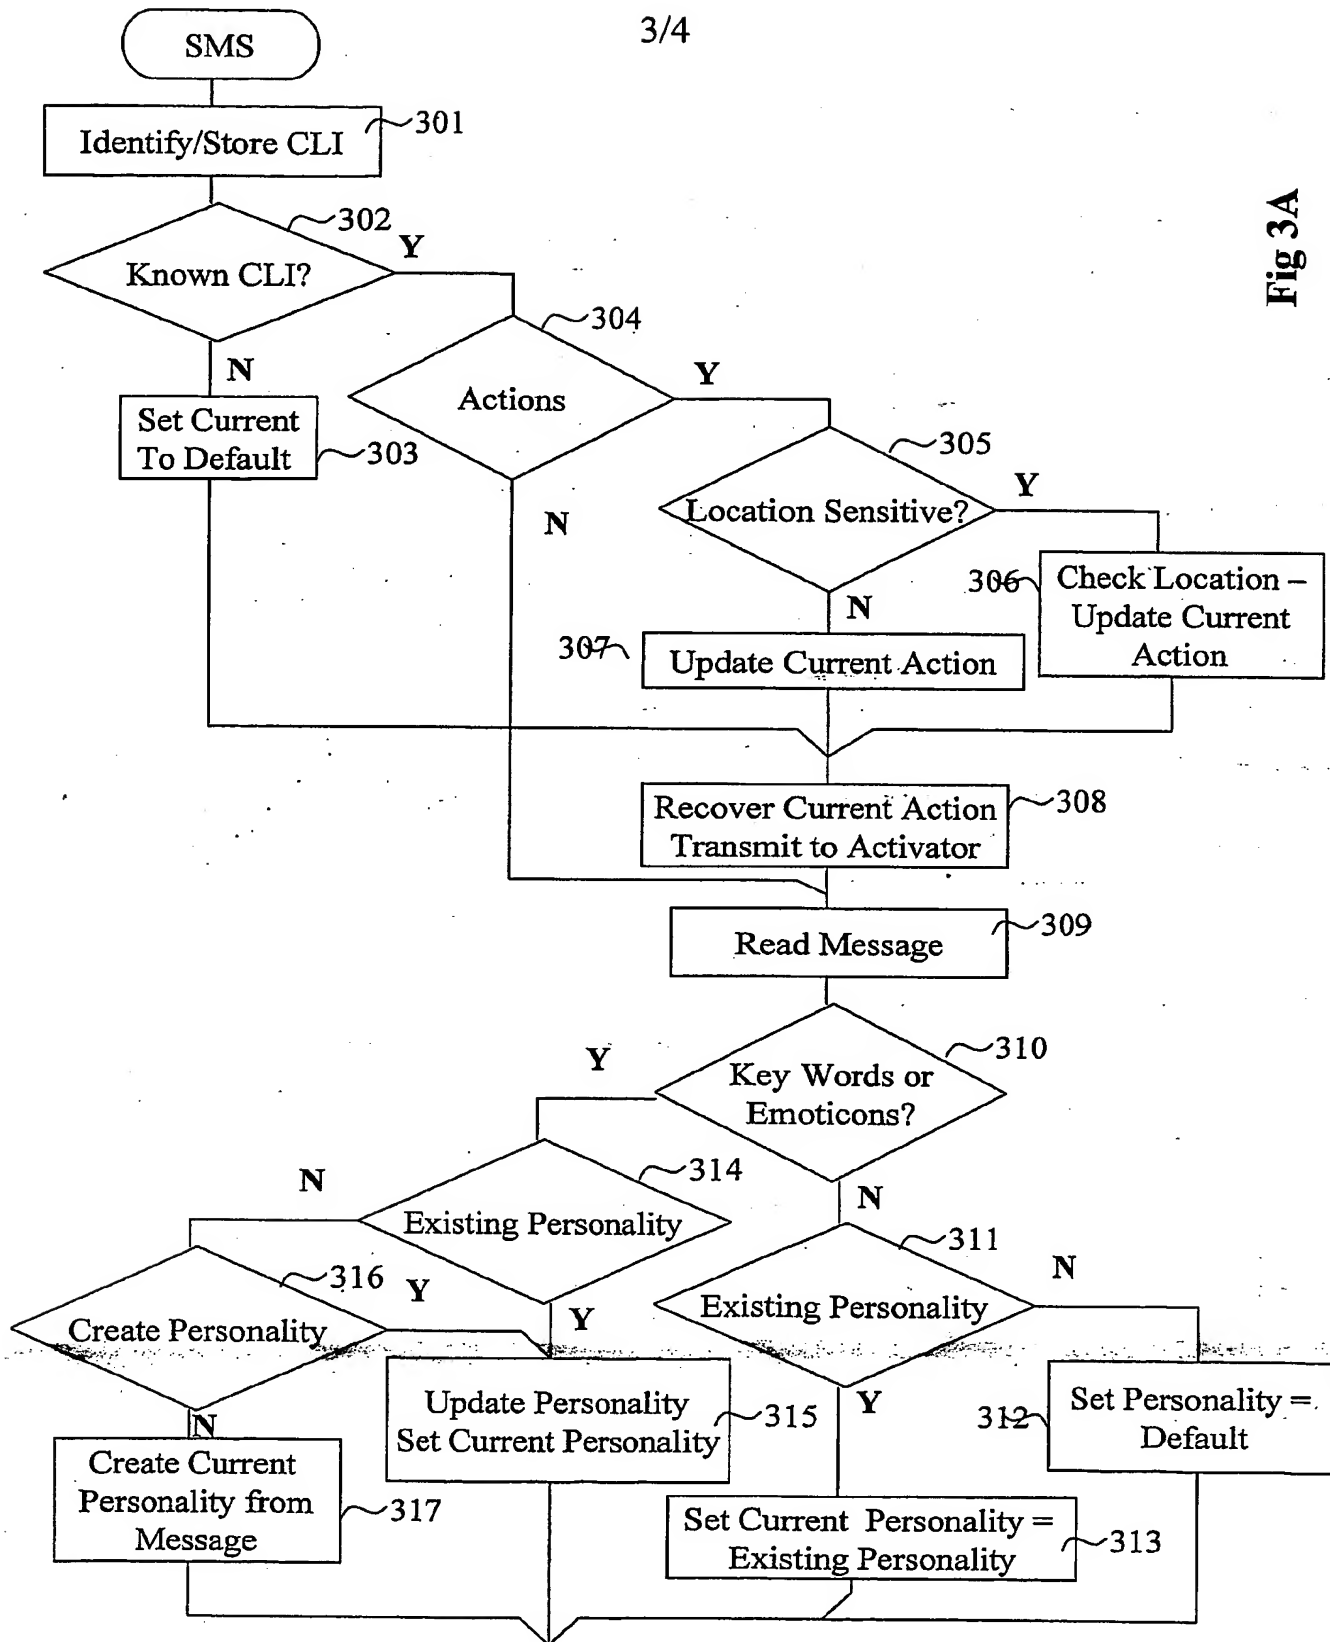 3/4
SMS
Identify/Store CLI
301
302
Known CLI?
Y
N
Fig 3A
304
Actions
Y
N
Set Current
To Default
303
305
Location Sensitive?
Y
N
306
Check Location –
Update Current
Action
307
Update Current Action
Recover Current Action
Transmit to Activator
308
Read Message
309
310
Key Words or
Emoticons?
Y
N
314
Existing Personality
N
Y
311
Existing Personality
N
Y
316
Create Personality
Y
N
Update Personality
Set Current Personality
315
312
Set Personality =
Default
Create Current
Personality from
Message
317
Set Current Personality =
Existing Personality
313